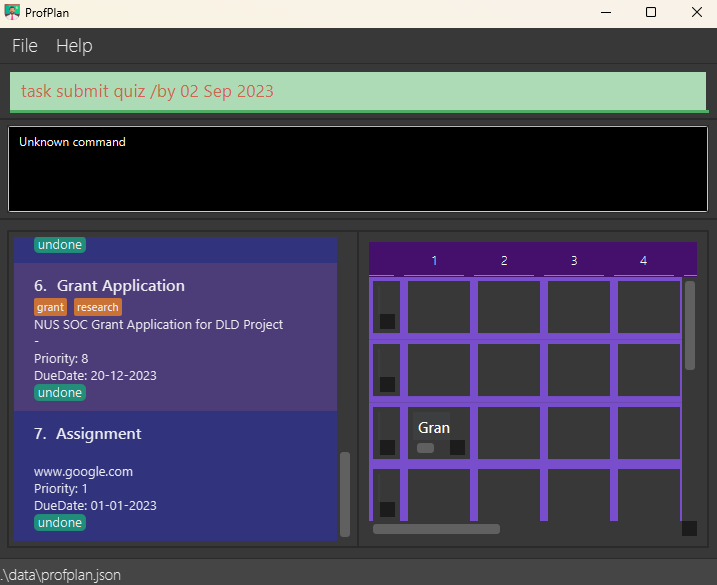 ProfPlan
File Help
task submit quiz /by 02 Sep 2023
Unknown command
undone
6. Grant Application
grant research
NUS SOC Grant Application for DLD Project
-
Priority: 8
DueDate: 20-12-2023
undone
7. Assignment
www.google.com
Priority: 1
DueDate: 01-01-2023
undone
1 2 3 4
Gran
.\data\profplan.json